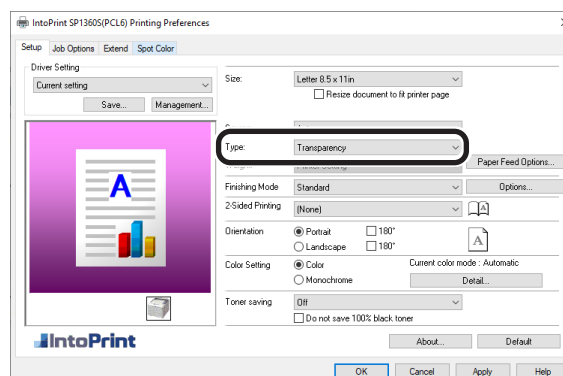 IntoPrint SP1360S(PCL6) Printing Preferences
Setup Job Options Extend Spot Color
Driver Setting
Current setting
Save... Management...
A
IntoPrint
Size: Letter 8.5 x 11in
Resize document to fit printer page
Type: Transparency
Paper Feed Options...
Finishing Mode Standard Options...
2-Sided Printing (None)
Orientation Portrait 180°
Landscape 180°
A
Color Setting Color Current color mode : Automatic
Monochrome Detail...
Toner saving Off
Do not save 100% black toner
About... Default
OK Cancel Apply Help